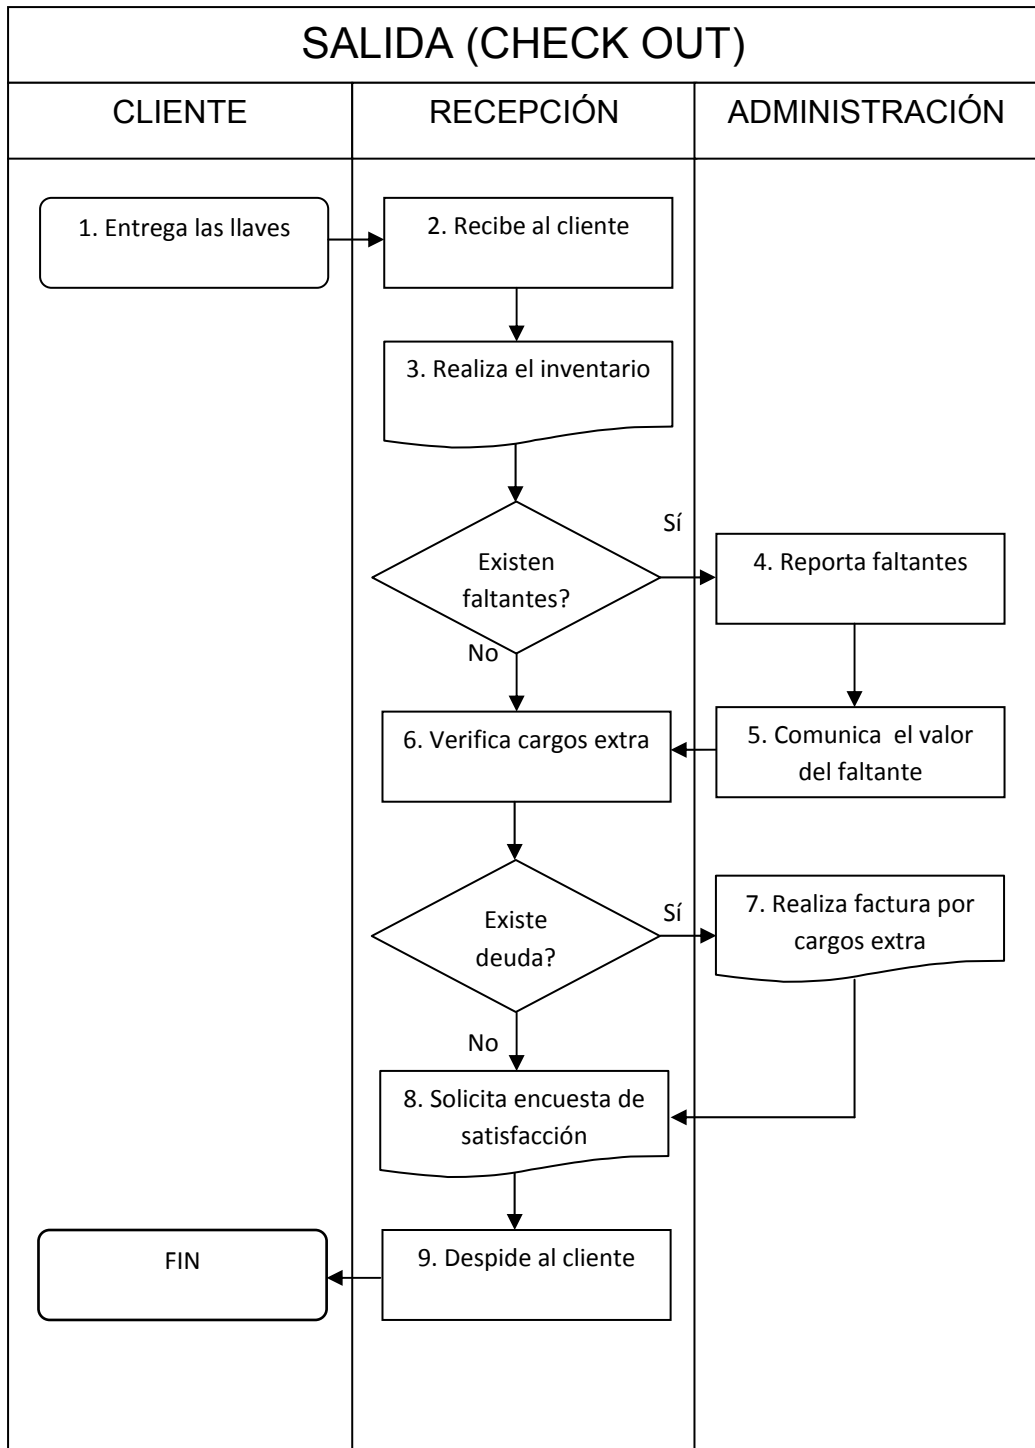 SALIDA (CHECK OUT)
CLIENTE
RECEPCIÓN
ADMINISTRACIÓN
1. Entrega las llaves
2. Recibe al cliente
3. Realiza el inventario
Existen
faltantes?
Sí
4. Reporta faltantes
No
6. Verifica cargos extra
5. Comunica el valor
del faltante
Existe
deuda?
Sí
7. Realiza factura por
cargos extra
No
8. Solicita encuesta de
satisfacción
9. Despide al cliente
FIN